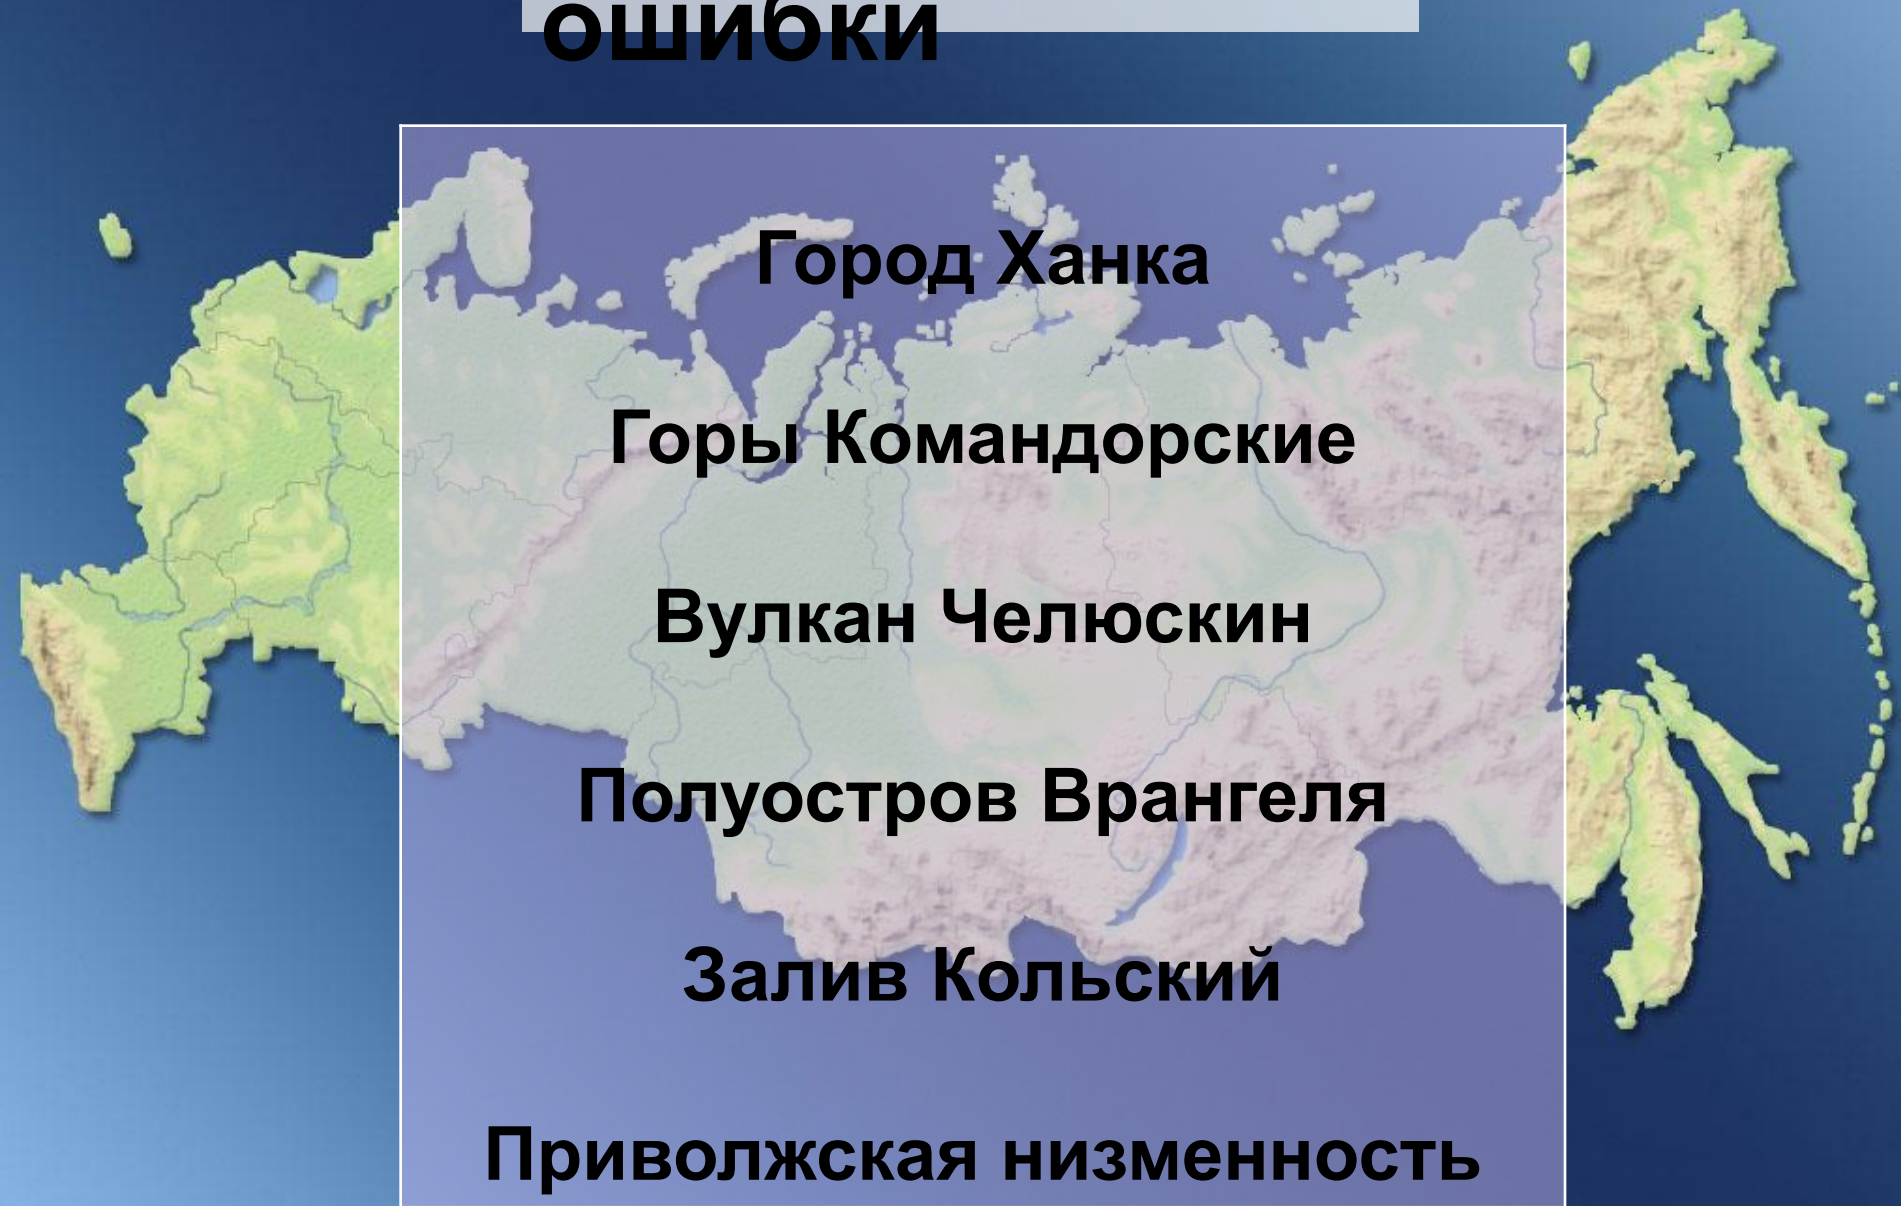 ошибки
Город Ханка
Горы Командорские
Вулкан Челюскин
Полуостров Врангеля
Залив Кольский
Приволжская низменность